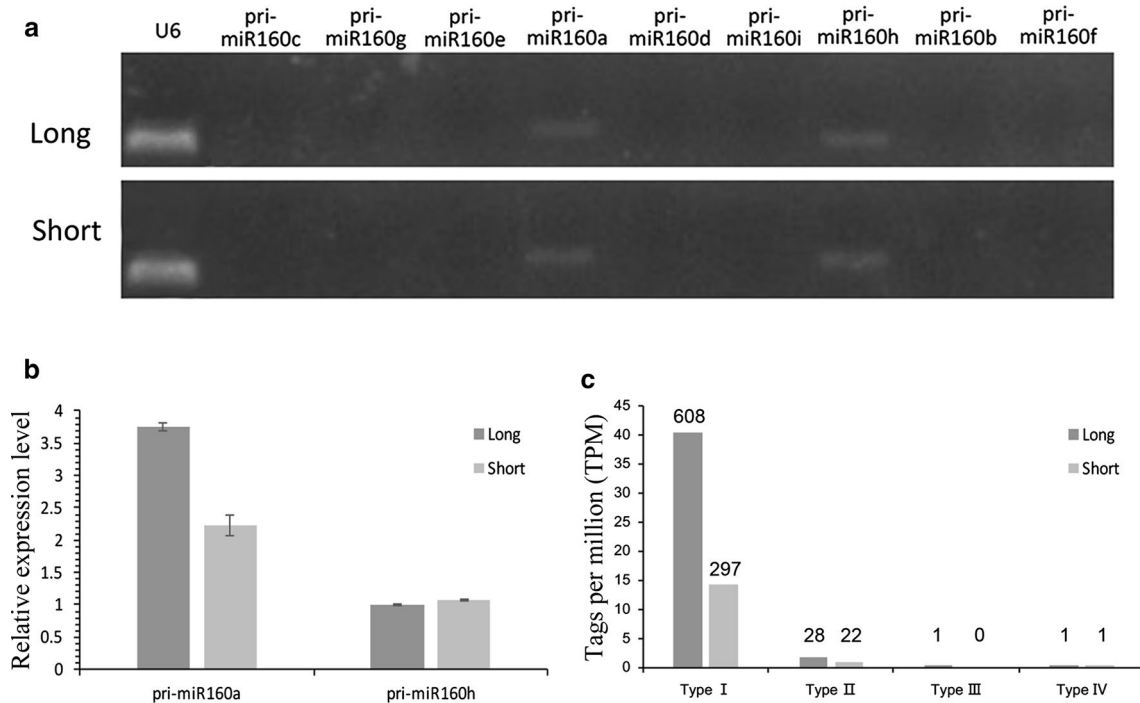 a
U6
pri-
miR160c
pri-
miR160g
pri-
miR160e
pri-
miR160a
pri-
miR160d
pri-
miR160i
pri-
miR160h
pri-
miR160b
pri-
miR160f
Long
Short
b
Relative expression level
4
3.5
3
2.5
2
1.5
1
0.5
0
Long
Short
pri-miR160a
pri-miR160h
c
Tags per million (TPM)
45
40
35
30
25
20
15
10
5
0
608
297
28
22
1
0
1
1
Long
Short
Type Ⅰ
Type Ⅱ
Type Ⅲ
Type Ⅳ